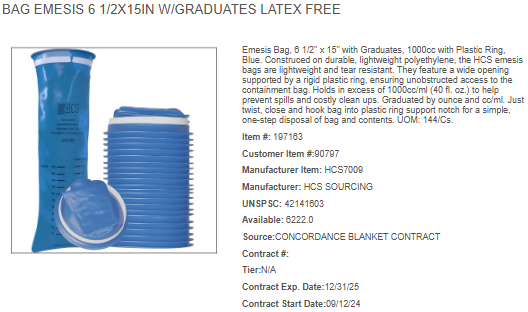 BAG EMESIS 6 1/2X15IN W/GRADUATES LATEX FREE
HCS
Emesis Bag, 6 1/2" x 15" with Graduates, 1000cc with Plastic Ring,
Blue. Construced on durable, lightweight polyethylene, the HCS emesis
bags are lightweight and tear resistant. They feature a wide opening
supported by a rigid plastic ring, ensuring unobstructed access to the
containment bag. Holds in excess of 1000cc/ml (40 fl. oz.) to help
prevent spills and costly clean ups. Graduated by ounce and cc/ml. Just
twist, close and hook bag into plastic ring support notch for a simple,
one-step disposal of bag and contents. UOM: 144/Cs.
Item #: 197163
Customer Item #:90797
Manufacturer Item: HCS7009
Manufacturer: HCS SOURCING
UNSPSC: 42141603
Available: 6222.0
Source:CONCORDANCE BLANKET CONTRACT
Contract #:
Tier:N/A
Contract Exp. Date:12/31/25
Contract Start Date:09/12/24